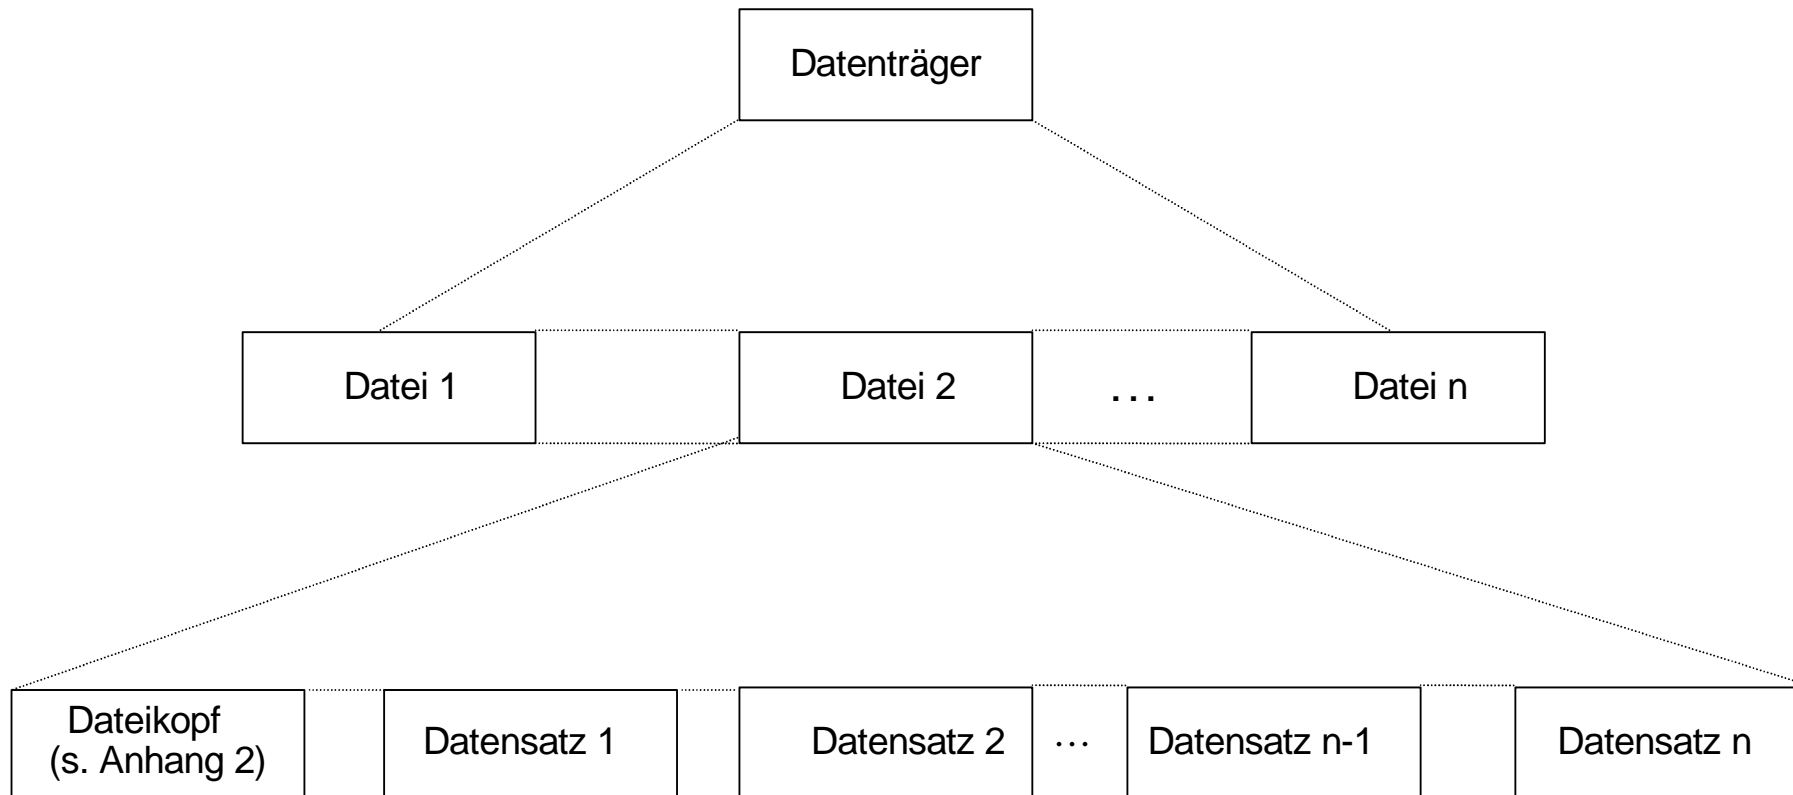 Datenträger
Datei 1
Datei 2
...
Datei n
Dateikopf
(s. Anhang 2)
Datensatz 1
Datensatz 2
...
Datensatz n-1
Datensatz n